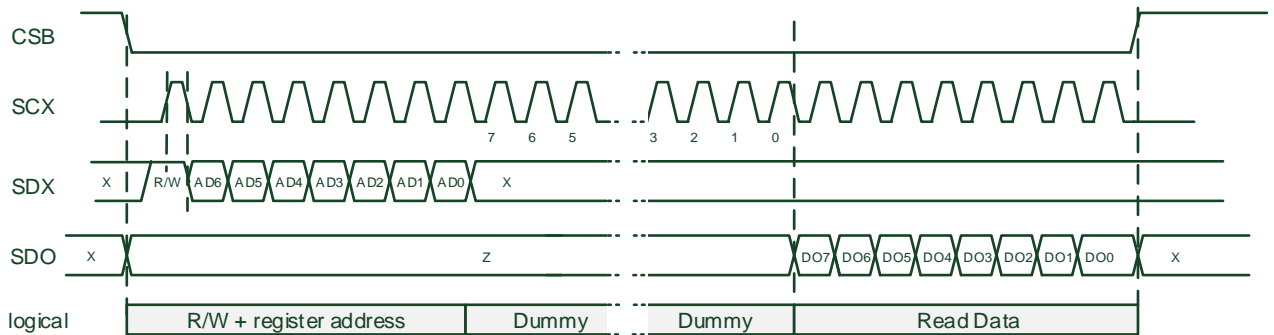 CSB
SCX
7 6 5 3 2 1 0
SDX X R/W AD6 AD5 AD4 AD3 AD2 AD1 AD0 X
SDO X Z DO7 DO6 DO5 DO4 DO3 DO2 DO1 DO0 X
logical R/W + register address Dummy Dummy Read Data